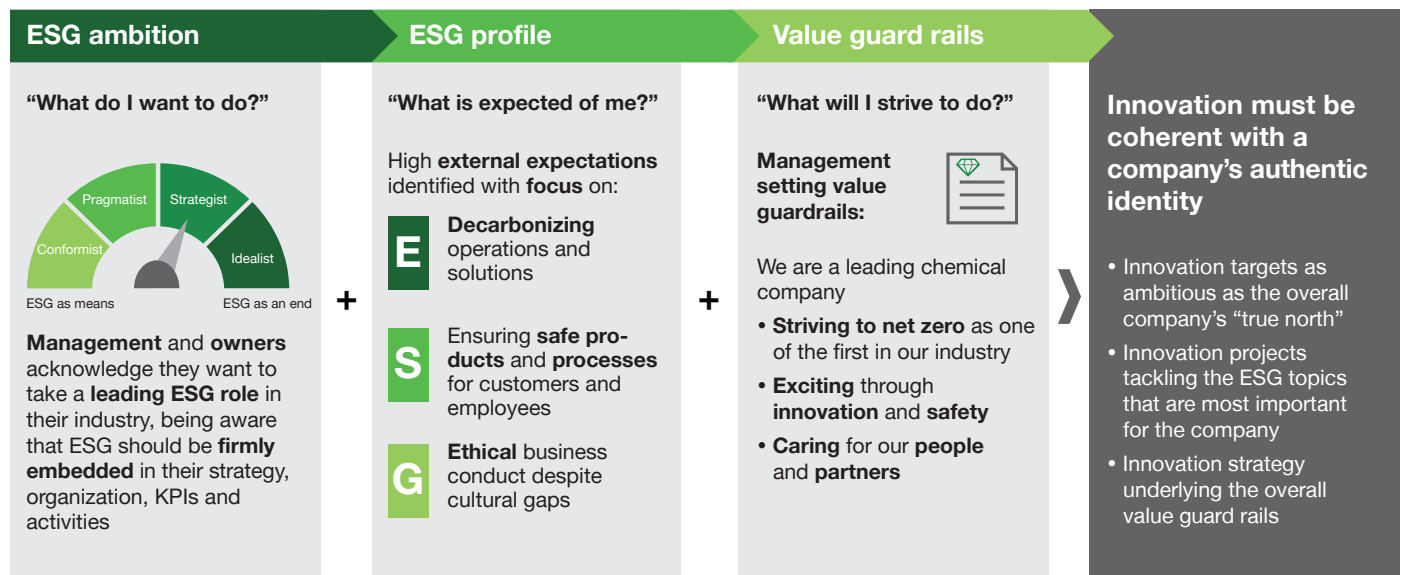 ESG ambition
ESG profile
Value guard rails
“What do I want to do?”
Conformist
Pragmatist
Strategist
Idealist
ESG as means
ESG as an end
Management and owners
acknowledge they want to
take a leading ESG role in
their industry, being aware
that ESG should be firmly
embedded in their strategy,
organization, KPIs and
activities
+
“What is expected of me?”
High external expectations
identified with focus on:
E
Decarbonizing
operations and
solutions
S
Ensuring safe pro-
ducts and processes
for customers and
employees
G
Ethical business
conduct despite
cultural gaps
+
“What will I strive to do?”
Management
setting value
guardrails:
We are a leading chemical
company
• Striving to net zero as one
of the first in our industry
• Exciting through
innovation and safety
• Caring for our people
and partners
Innovation must be
coherent with a
company’s authentic
identity
• Innovation targets as
ambitious as the overall
company’s “true north”
• Innovation projects
tackling the ESG topics
that are most important
for the company
• Innovation strategy
underlying the overall
value guard rails